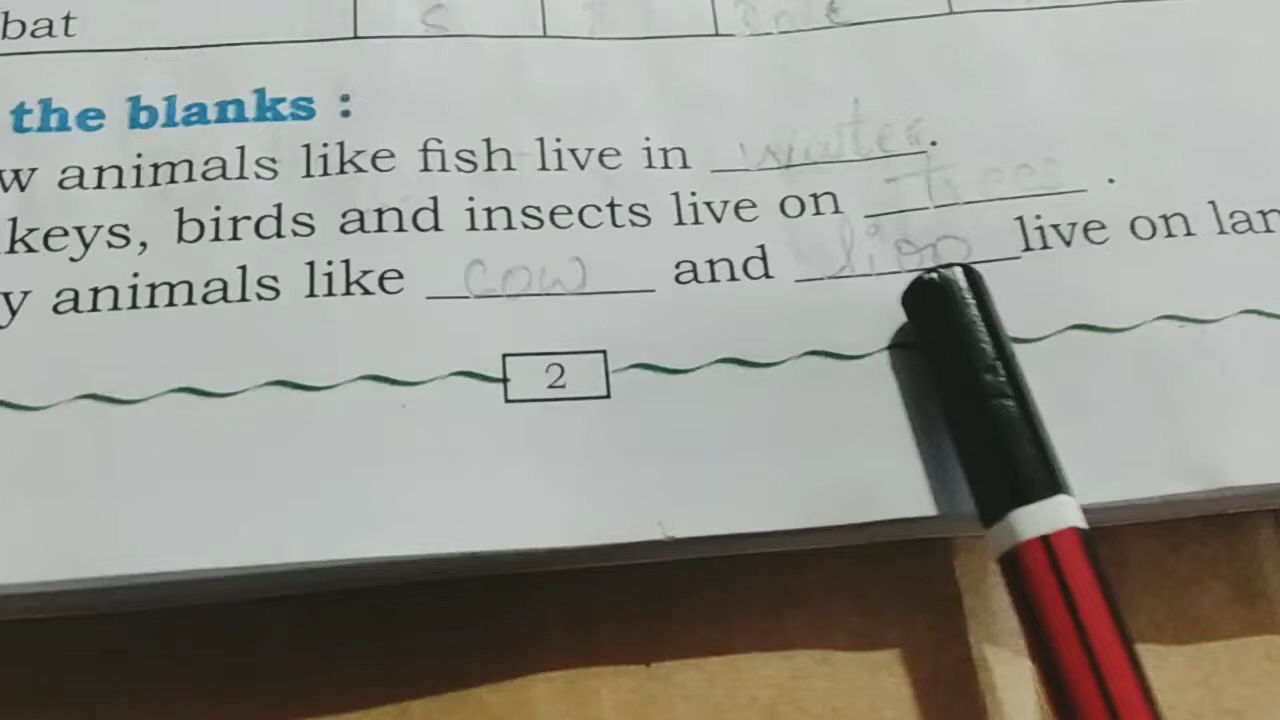 bat s
the blanks :
w animals like fish live in water.
keys, birds and insects live on trees .
y animals like cow and lion live on lan
2